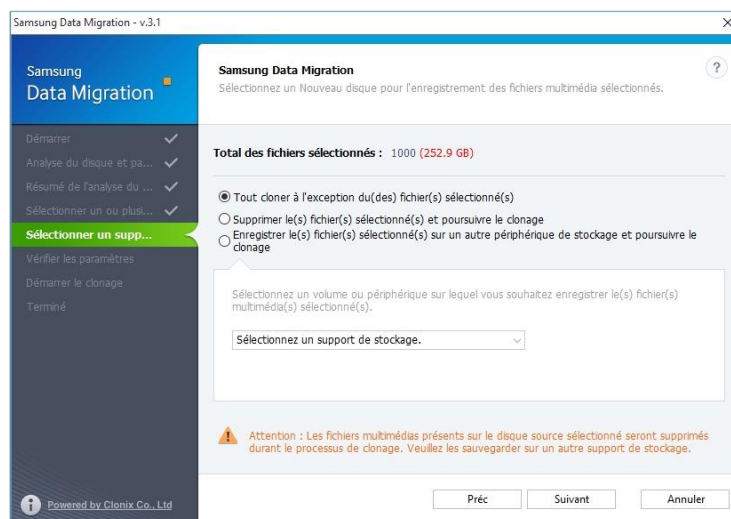 Samsung Data Migration - v.3.1
Samsung
Data Migration
Samsung Data Migration
Sélectionnez un Nouveau disque pour l'enregistrement des fichiers multimédia sélectionnés.
?
Démarrer
Analyse du disque et pa...
Résumé de l'analyse du ...
Sélectionner un ou plusi...
Sélectionner un supp...
Vérifier les paramètres
Démarrer le clonage
Terminé
Total des fichiers sélectionnés : 1000 (252.9 GB)
Tout cloner à l'exception du(des) fichier(s) sélectionné(s)
Supprimer le(s) fichier(s) sélectionné(s) et poursuivre le clonage
Enregistrer le(s) fichier(s) sélectionné(s) sur un autre périphérique de stockage et poursuivre le
clonage
Sélectionnez un volume ou périphérique sur lequel vous souhaitez enregistrer le(s) fichier(s)
multimédia(s) sélectionné(s).
Sélectionnez un support de stockage.
Attention : Les fichiers multimédias présents sur le disque source sélectionné seront supprimés
durant le processus de clonage. Veuillez les sauvegarder sur un autre support de stockage.
Powered by Clonix Co., Ltd
Préc
Suivant
Annuler